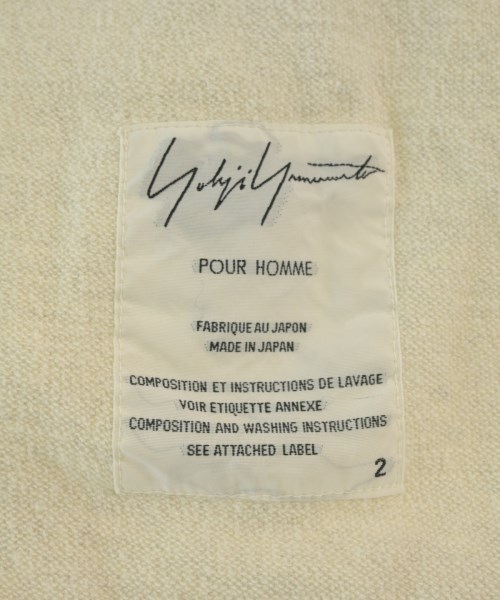 Yohji Yamamoto
POUR HOMME
FABRIQUE AU JAPON
MADE IN JAPAN
COMPOSITION ET INSTRUCTIONS DE LAVAGE
VOIR ETIQUETTE ANNEXE
COMPOSITION AND WASHING INSTRUCTIONS
SEE ATTACHED LABEL
2